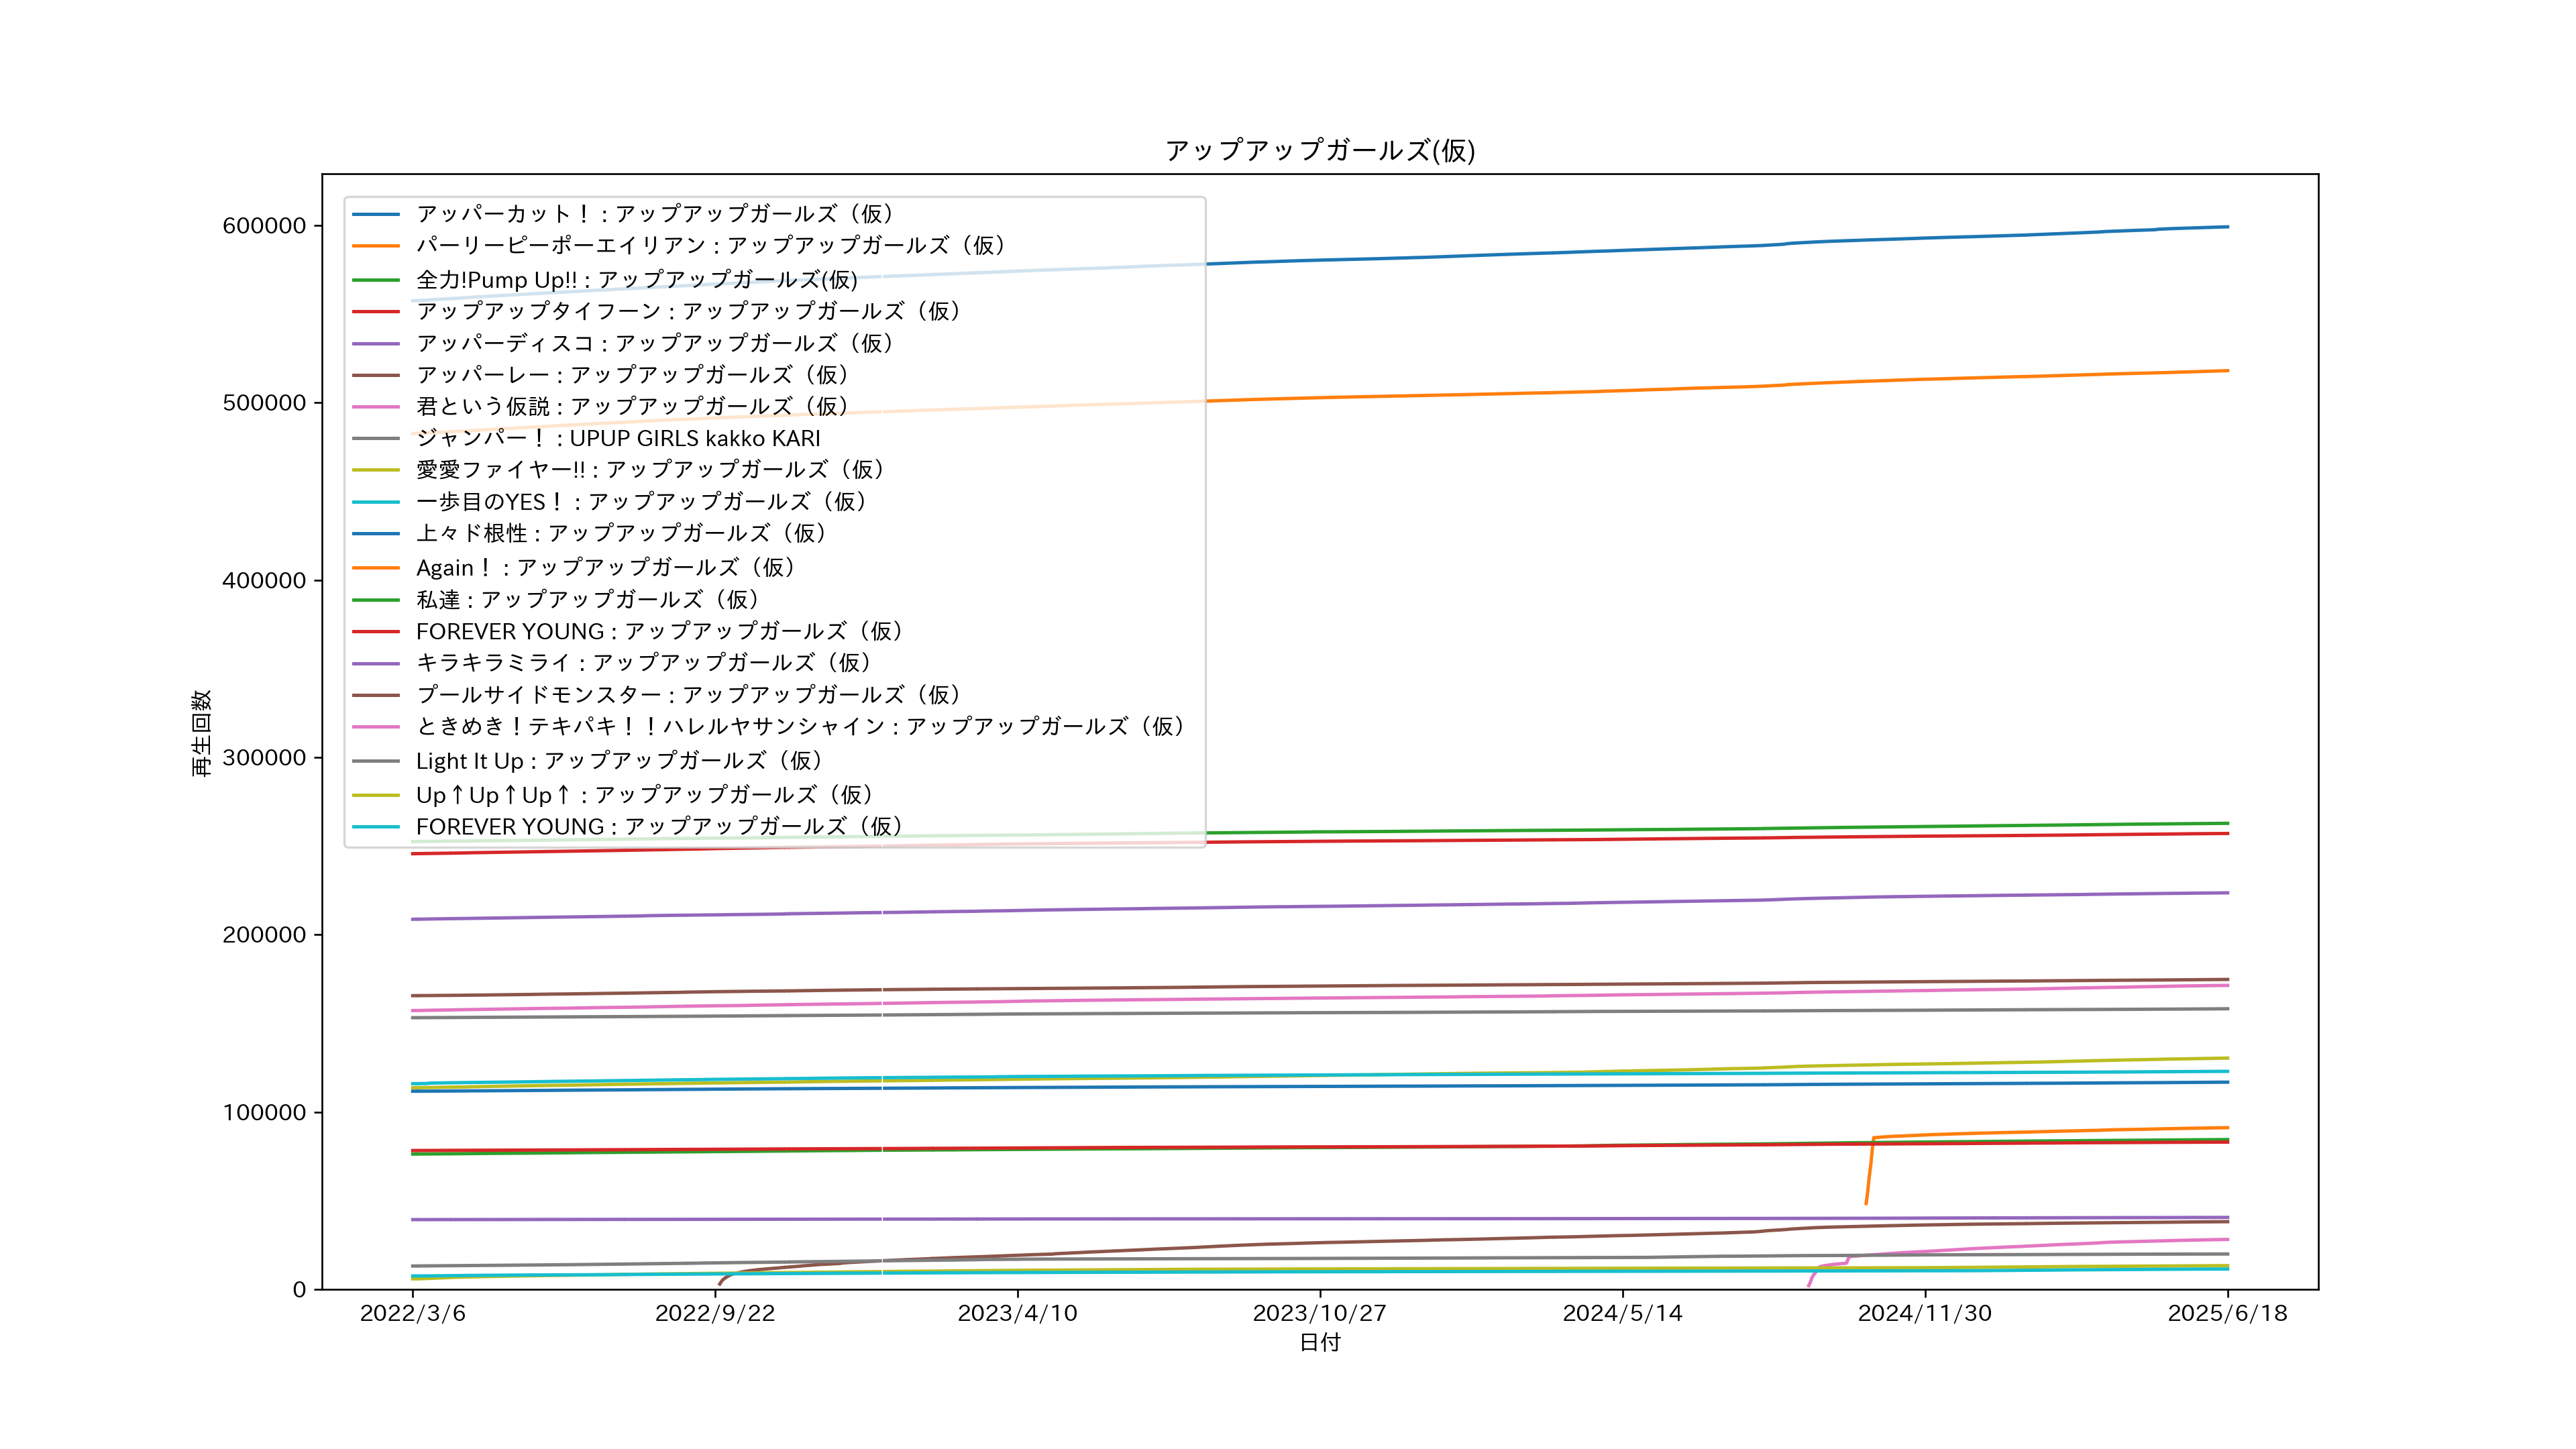 アップアップガールズ(仮)
アッパーカット！ : アップアップガールズ（仮）
パーリーピーポーエイリアン : アップアップガールズ（仮）
全力!Pump Up!! : アップアップガールズ(仮)
アップアップタイフーン : アップアップガールズ（仮）
アッパーディスコ : アップアップガールズ（仮）
アッパーレー : アップアップガールズ（仮）
君という仮説 : アップアップガールズ（仮）
ジャンパー！ : UPUP GIRLS kakko KARI
愛愛ファイヤー!! : アップアップガールズ（仮）
一歩目のYES！ : アップアップガールズ（仮）
上々ド根性 : アップアップガールズ（仮）
Again！ : アップアップガールズ（仮）
私達 : アップアップガールズ（仮）
FOREVER YOUNG : アップアップガールズ（仮）
キラキラミライ : アップアップガールズ（仮）
プールサイドモンスター : アップアップガールズ（仮）
ときめき！テキパキ！！ハレルヤサンシャイン : アップアップガールズ（仮）
Light It Up : アップアップガールズ（仮）
Up↑Up↑Up↑ : アップアップガールズ（仮）
FOREVER YOUNG : アップアップガールズ（仮）
再生回数
600000
500000
400000
300000
200000
100000
0
2022/3/6 2022/9/22 2023/4/10 2023/10/27 2024/5/14 2024/11/30 2025/6/18
日付